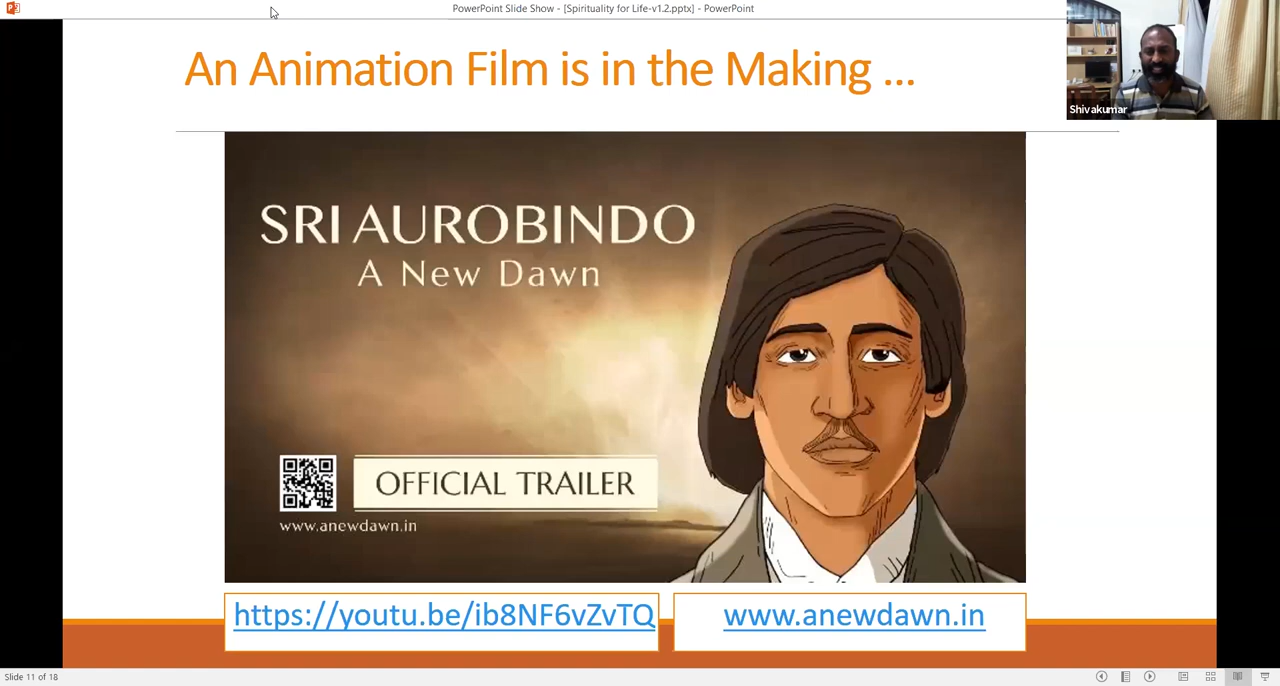 PowerPoint Slide Show - [Spirituality for Life-v1.2.pptx] - PowerPoint
An Animation Film is in the Making ...
Shivakumar
SRI AUROBINDO
A New Dawn
OFFICIAL TRAILER
www.anewdawn.in
https://youtu.be/ib8NF6vZvTQ
www.anewdawn.in
Slide 11 of 18